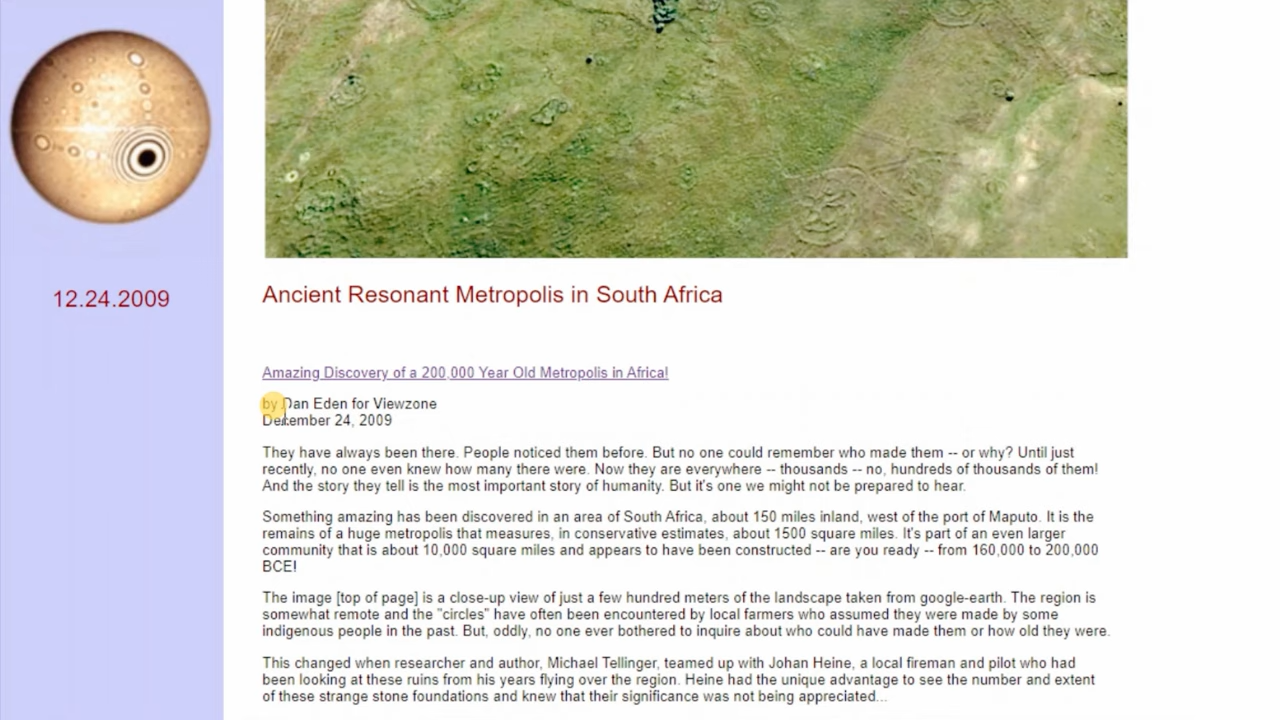 12.24.2009
Ancient Resonant Metropolis in South Africa
Amazing Discovery of a 200,000 Year Old Metropolis in Africa!
by Dan Eden for Viewzone
December 24, 2009
They have always been there. People noticed them before. But no one could remember who made them -- or why? Until just
recently, no one even knew how many there were. Now they are everywhere -- thousands -- no, hundreds of thousands of them!
And the story they tell is the most important story of humanity. But it's one we might not be prepared to hear.
Something amazing has been discovered in an area of South Africa, about 150 miles inland, west of the port of Maputo. It is the
remains of a huge metropolis that measures, in conservative estimates, about 1500 square miles. It's part of an even larger
community that is about 10,000 square miles and appears to have been constructed -- are you ready -- from 160,000 to 200,000
BCE!
The image [top of page] is a close-up view of just a few hundred meters of the landscape taken from google-earth. The region is
somewhat remote and the "circles" have often been encountered by local farmers who assumed they were made by some
indigenous people in the past. But, oddly, no one ever bothered to inquire about who could have made them or how old they were.
This changed when researcher and author, Michael Tellinger, teamed up with Johan Heine, a local fireman and pilot who had
been looking at these ruins from his years flying over the region. Heine had the unique advantage to see the number and extent
of these strange stone foundations and knew that their significance was not being appreciated...